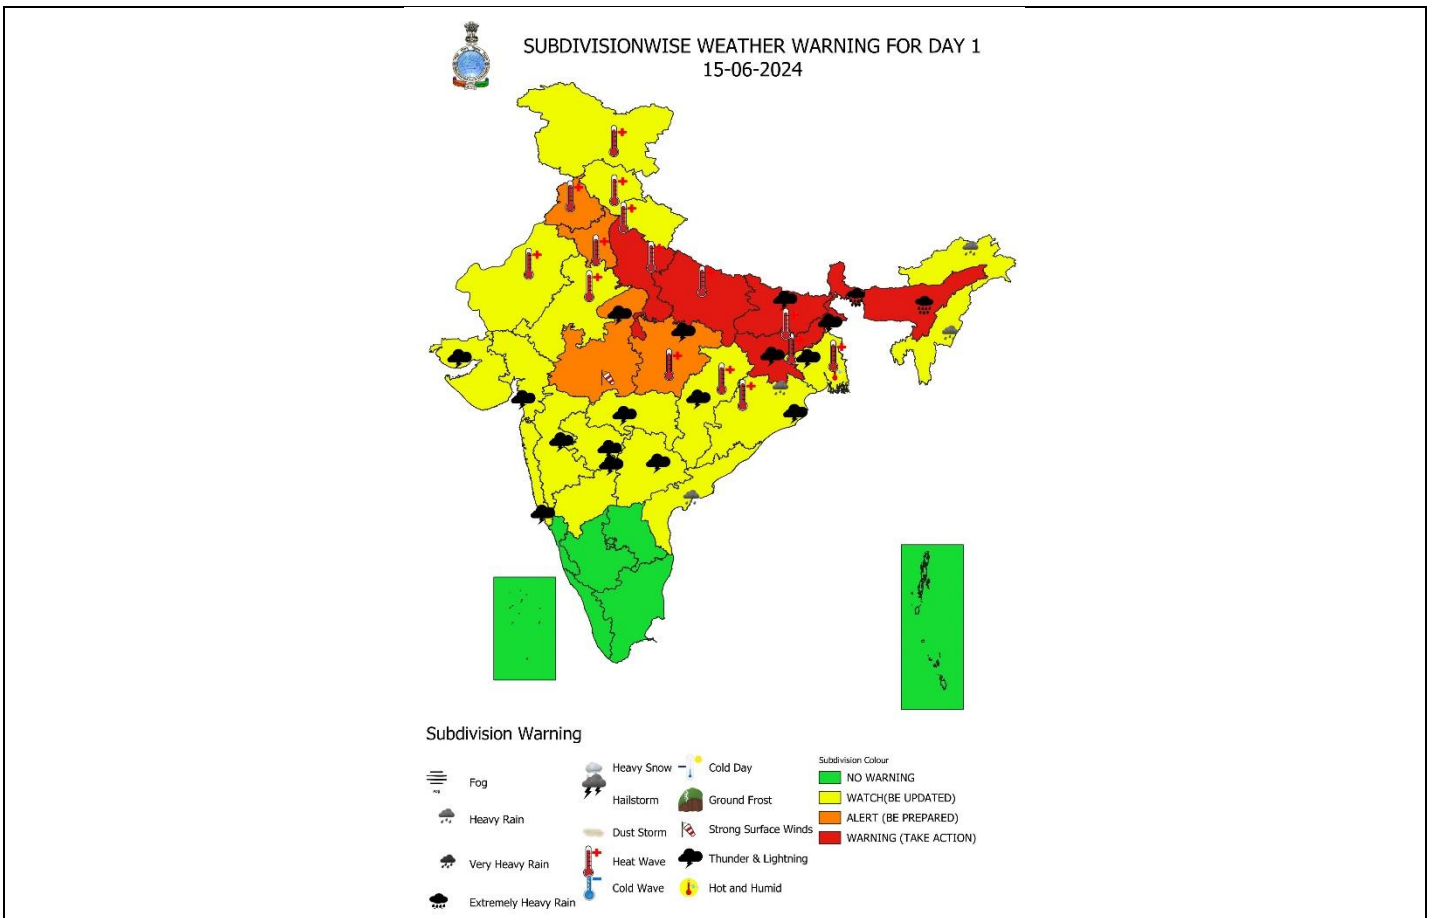 SUBDIVISIONWISE WEATHER WARNING FOR DAY 1
15-06-2024
Subdivision Warning
Fog
FOG
Heavy Rain
Very Heavy Rain
Extremely Heavy Rain
Heavy Snow
Hailstorm
Dust Storm
Heat Wave
Cold Wave
Cold Day
Ground Frost
Strong Surface Winds
Thunder & Lightning
Hot and Humid
Subdivision Colour
NO WARNING
WATCH(BE UPDATED)
ALERT (BE PREPARED)
WARNING (TAKE ACTION)